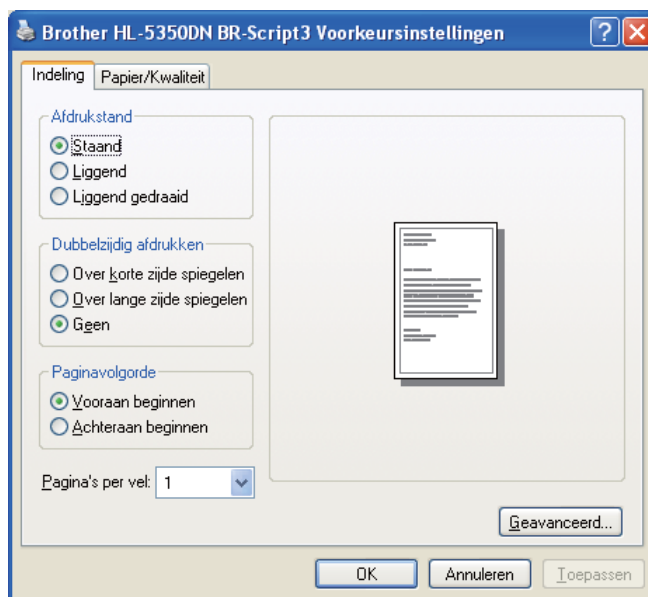 Brother HL-5350DN BR-Script3 Voorkeursinstellingen
Indeling
Papier/Kwaliteit
Afdrukstand
Staand
Liggend
Liggend gedraaid
Dubbelzijdig afdrukken
Over korte zijde spiegelen
Over lange zijde spiegelen
Geen
Paginavolgorde
Vooraan beginnen
Achteraan beginnen
Pagina's per vel: 1
Geavanceerd...
OK
Annuleren
Toepassen